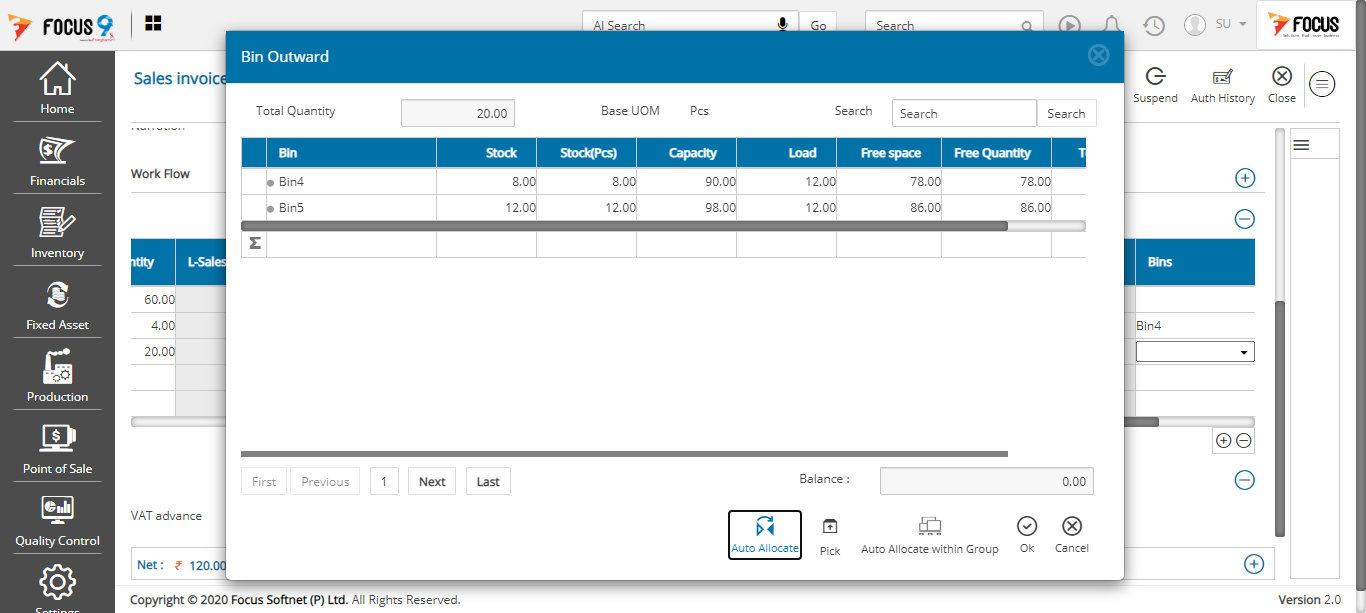 FOCUS 9
AI Search
Go
Search
SU
FOCUS
Home
Financials
Inventory
Fixed Asset
Production
Point of Sale
Quality Control
Settings
Sales invoice
Suspend
Auth History
Close
Narration
Work Flow
ntity
L-Sales
Bins
60.00
4.00
Bin4
20.00
VAT advance
Net : ₹ 120.00
Bin Outward
Total Quantity 20.00 Base UOM Pcs Search Search Search
Bin Stock Stock(Pcs) Capacity Load Free space Free Quantity
Bin4 8.00 8.00 90.00 12.00 78.00 78.00
Bin5 12.00 12.00 98.00 12.00 86.00 86.00
Σ
First Previous 1 Next Last
Balance : 0.00
Auto Allocate Pick Auto Allocate within Group Ok Cancel
Copyright © 2020 Focus Softnet (P) Ltd. All Rights Reserved.
Version 2.0